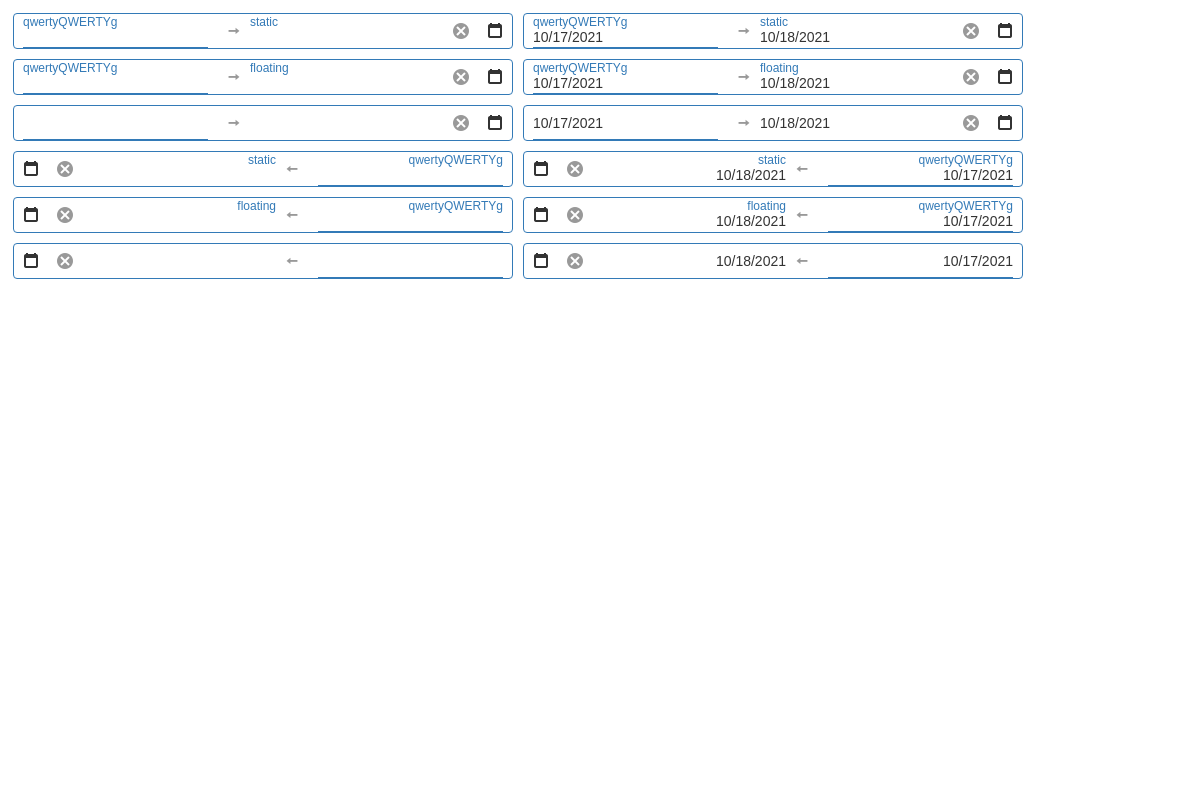 qwertyQWERTYg → static
qwertyQWERTYg → static
10/17/2021 10/18/2021
qwertyQWERTYg → floating
qwertyQWERTYg → floating
10/17/2021 10/18/2021
→
10/17/2021 → 10/18/2021
static ← qwertyQWERTYg
static ← qwertyQWERTYg
10/18/2021 10/17/2021
floating ← qwertyQWERTYg
floating ← qwertyQWERTYg
10/18/2021 10/17/2021
←
10/18/2021 ← 10/17/2021